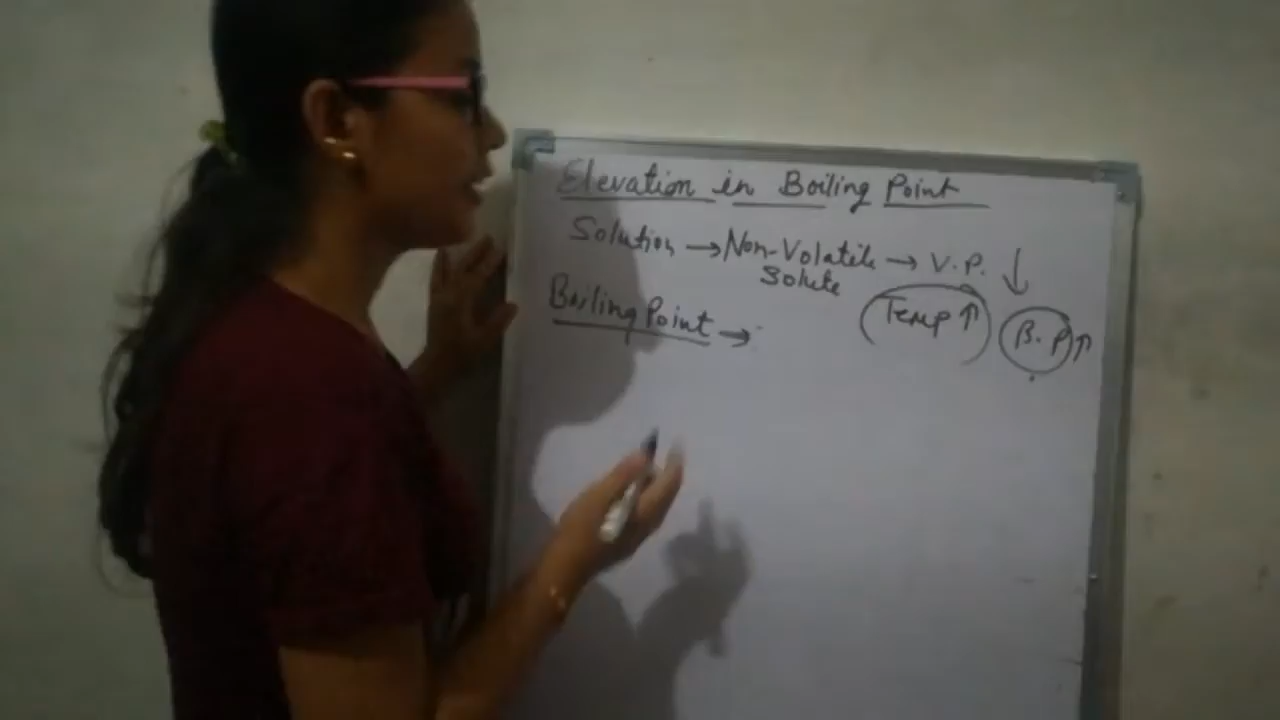 Elevation in Boiling Point
Solution → Non-Volatile Solute → V.P. ↓
Temp ↑ B.P ↑
Boiling Point →